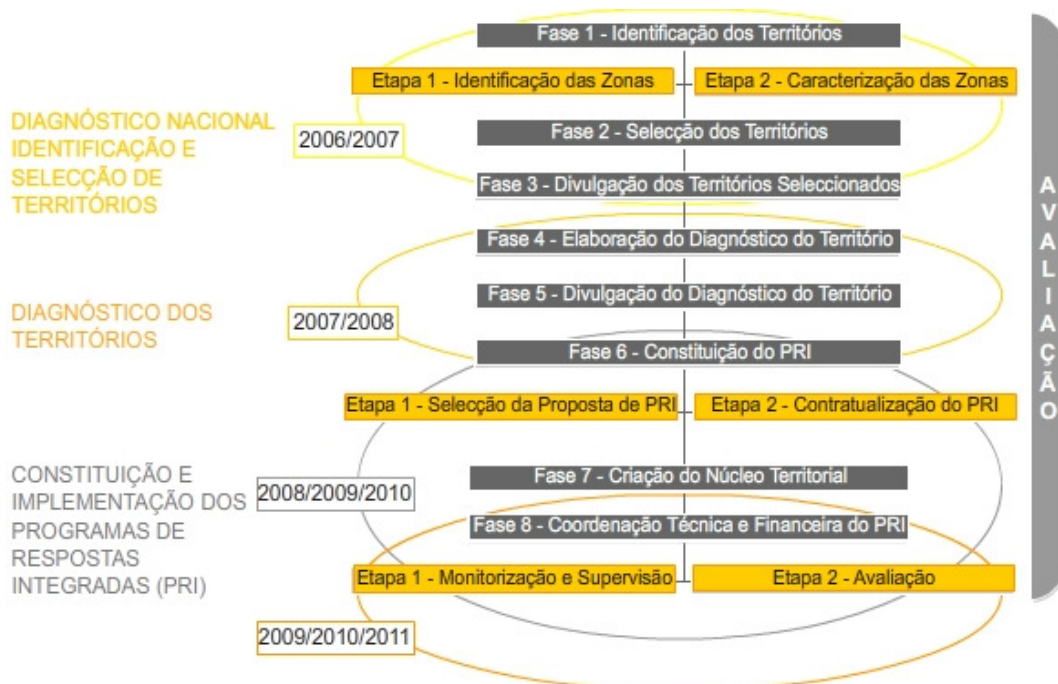 Fase 1 - Identificação dos Territórios
Etapa 1 - Identificação das Zonas
Etapa 2 - Caracterização das Zonas
DIAGNÓSTICO NACIONAL
IDENTIFICAÇÃO E
SELECÇÃO DE
TERRITÓRIOS
2006/2007
Fase 2 - Selecção dos Territórios
Fase 3 - Divulgação dos Territórios Seleccionados
Fase 4 - Elaboração do Diagnóstico do Território
DIAGNÓSTICO DOS
TERRITÓRIOS
2007/2008
Fase 5 - Divulgação do Diagnóstico do Território
Fase 6 - Constituição do PRI
Etapa 1 - Selecção da Proposta de PRI
Etapa 2 - Contratualização do PRI
CONSTITUIÇÃO E
IMPLEMENTAÇÃO DOS
PROGRAMAS DE
RESPOSTAS
INTEGRADAS (PRI)
2008/2009/2010
Fase 7 - Criação do Núcleo Territorial
Fase 8 - Coordenação Técnica e Financeira do PRI
Etapa 1 - Monitorização e Supervisão
Etapa 2 - Avaliação
2009/2010/2011
AVALIAÇÃO